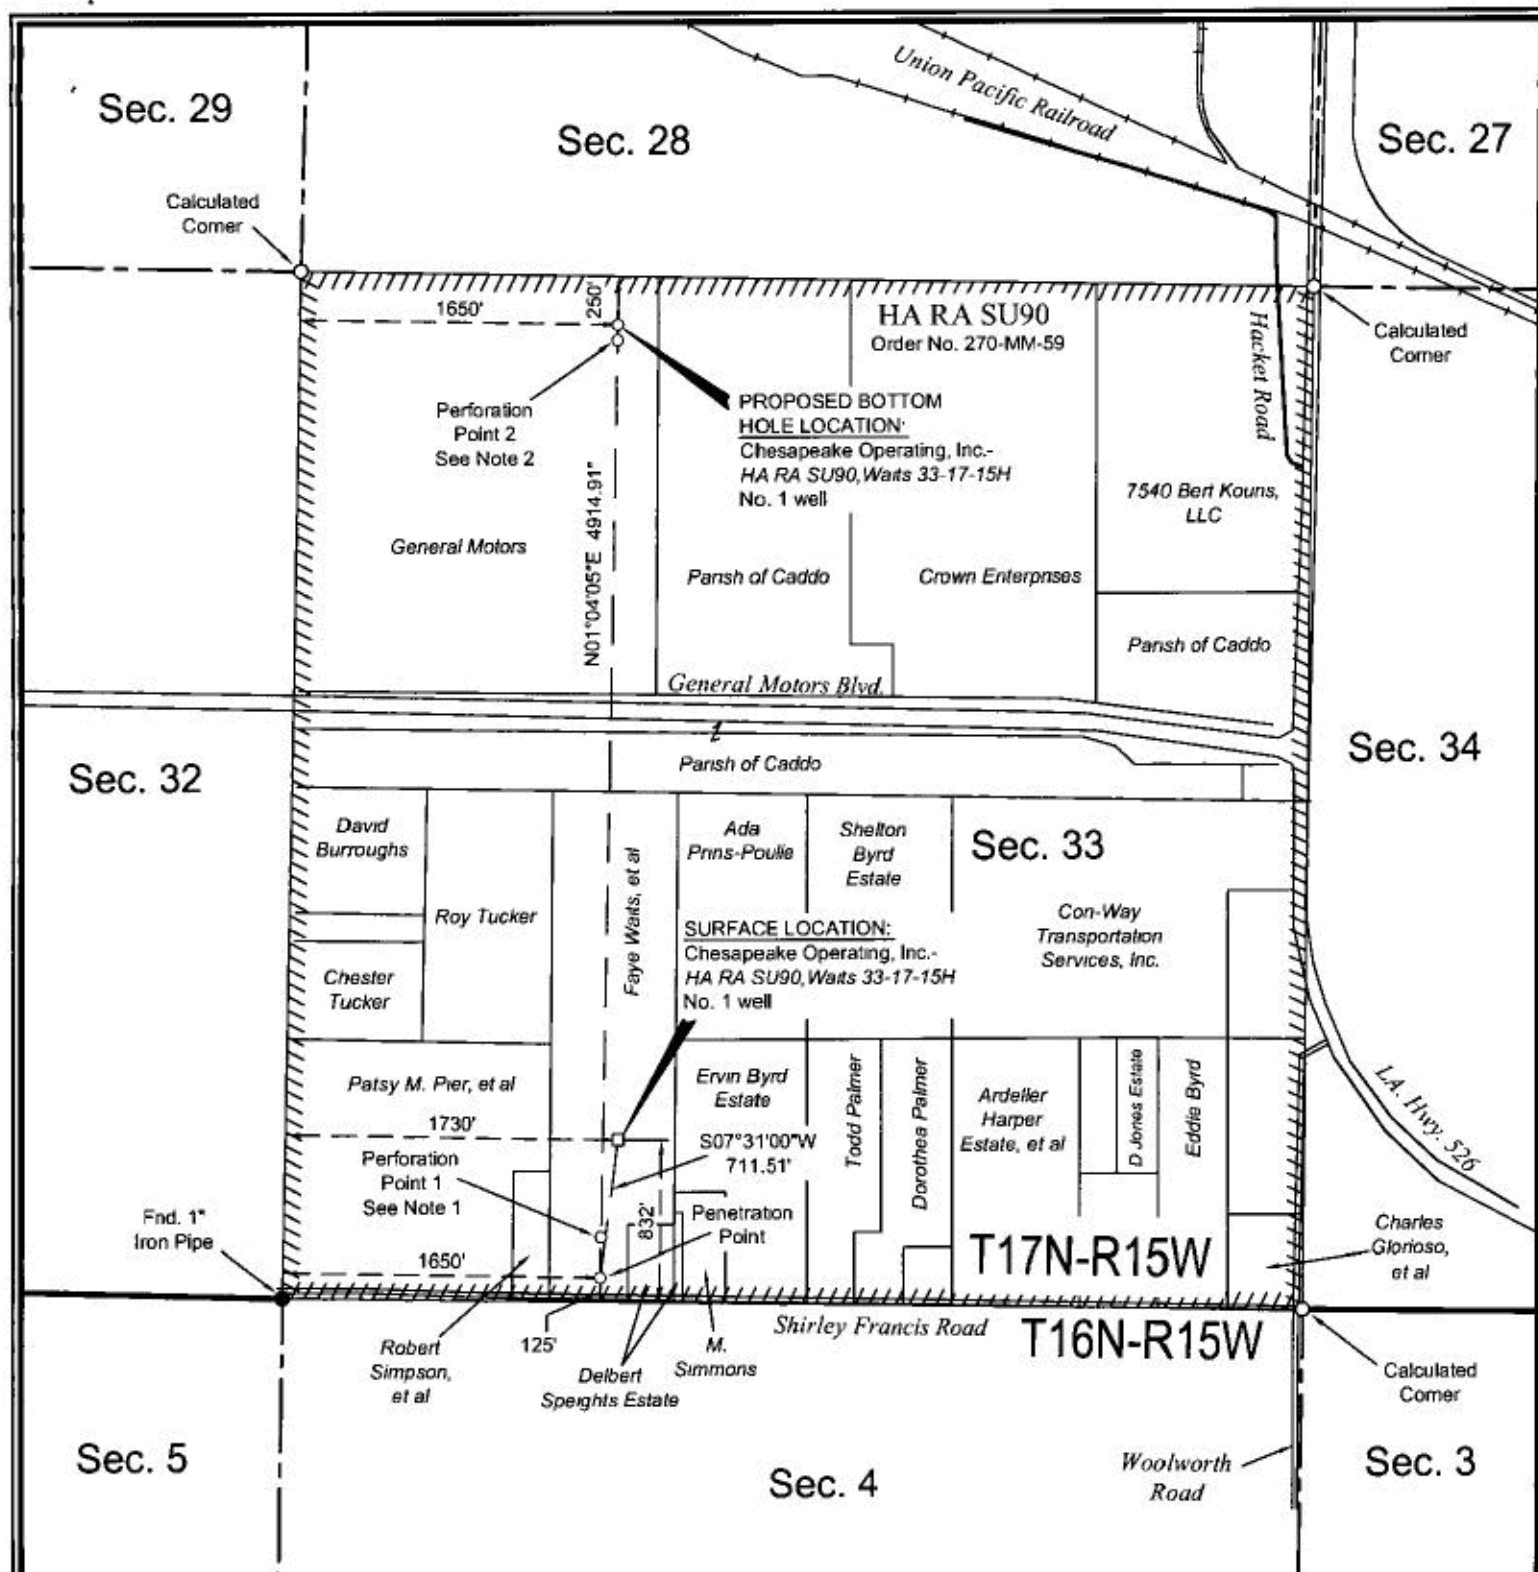 Sec. 29
Sec. 28
Union Pacific Railroad
Sec. 27
Calculated
Corner
1650'
250'
HA RA SU90
Order No. 270-MM-59
Hacket Road
Calculated
Corner
Perforation
Point 2
See Note 2
PROPOSED BOTTOM
HOLE LOCATION:
Chesapeake Operating, Inc.-
HA RA SU90, Waits 33-17-15H
No. 1 well
N01°04'05"E 4914.91"
7540 Bert Kouns,
LLC
General Motors
Parish of Caddo
Crown Enterprises
Parish of Caddo
General Motors Blvd.
Sec. 32
Parish of Caddo
Sec. 34
David
Burroughs
Roy Tucker
Faye Waits, et al
Ada
Prins-Poulie
Shelton
Byrd
Estate
Sec. 33
Chester
Tucker
SURFACE LOCATION:
Chesapeake Operating, Inc.-
HA RA SU90, Waits 33-17-15H
No. 1 well
Con-Way
Transportation
Services, Inc.
Patsy M. Pier, et al
1730'
Ervin Byrd
Estate
Todd Palmer
Dorothea Palmer
Ardeller
Harper
Estate, et al
D Jones Estate
Eddie Byrd
LA. Hwy. 526
S07°31'00"W
711.51'
Perforation
Point 1
See Note 1
832'
Penetration
Point
Fnd. 1"
Iron Pipe
1650'
T17N-R15W
Charles
Glorioso,
et al
125'
Shirley Francis Road
T16N-R15W
Robert
Simpson,
et al
Delbert
Speights Estate
M.
Simmons
Calculated
Corner
Sec. 5
Sec. 4
Woolworth
Road
Sec. 3